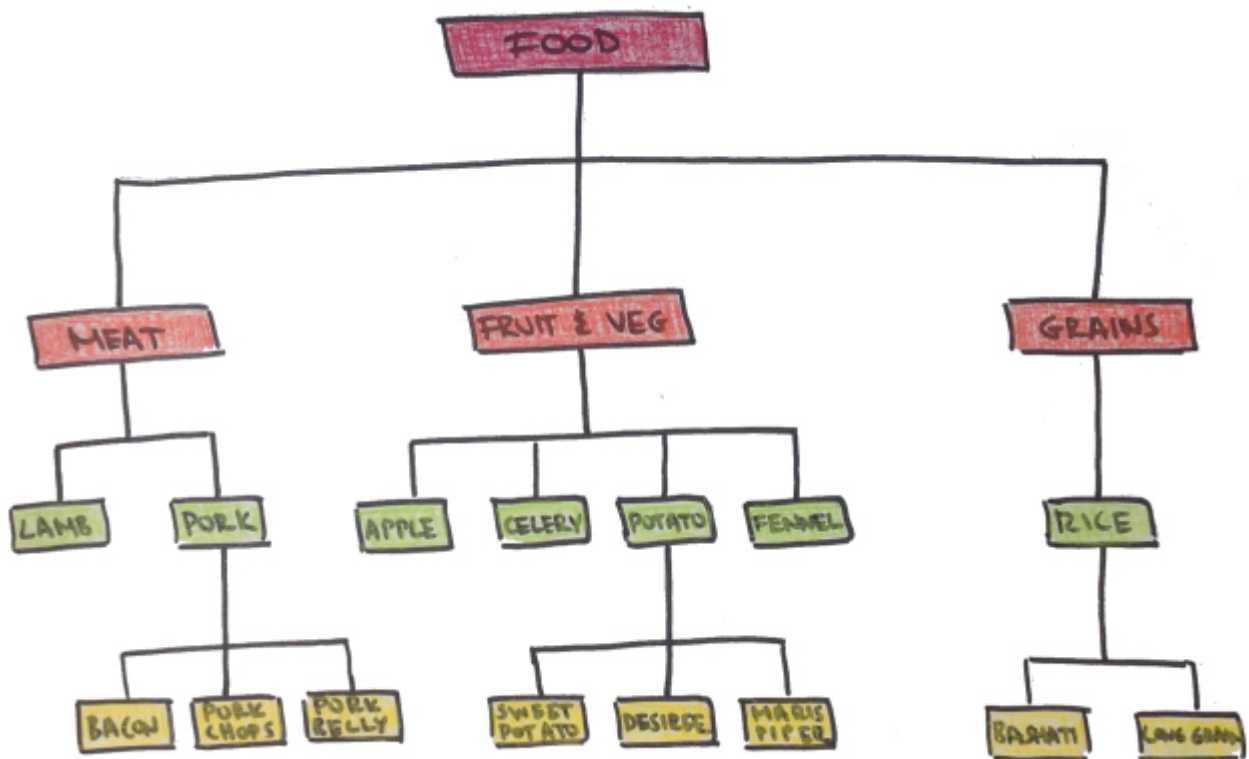 FOOD
MEAT
FRUIT & VEG
GRAINS
LAMB
PORK
APPLE
CELERY
POTATO
FENNEL
RICE
BACON
PORK
CHOPS
PORK
BELLY
SWEET
POTATO
DESIREE
MARIS
PIPER
BASMATI
LONG GRAIN